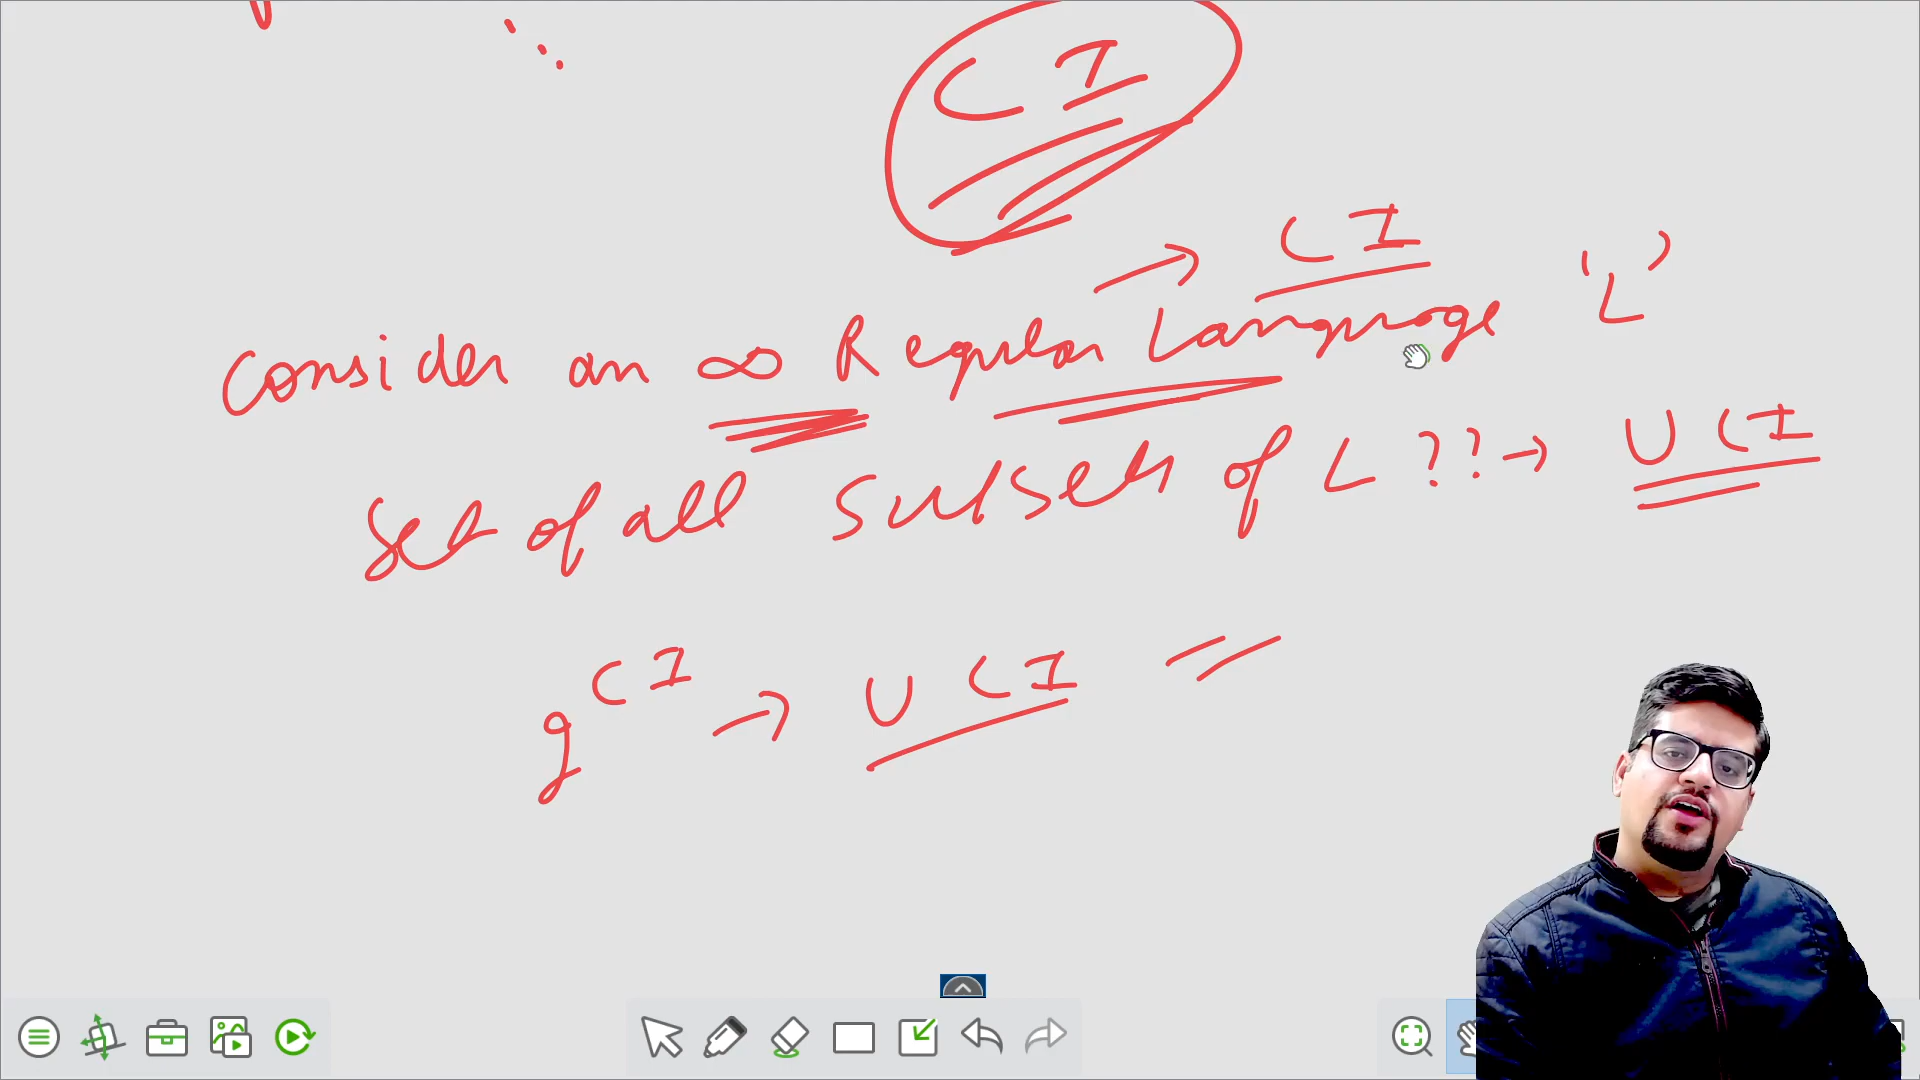 CI
→ CI
Consider an ∞ Regular Language 'L'
Set of all subsets of L ?? → UCI
2^CI → UCI